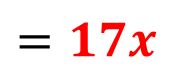 = 17x